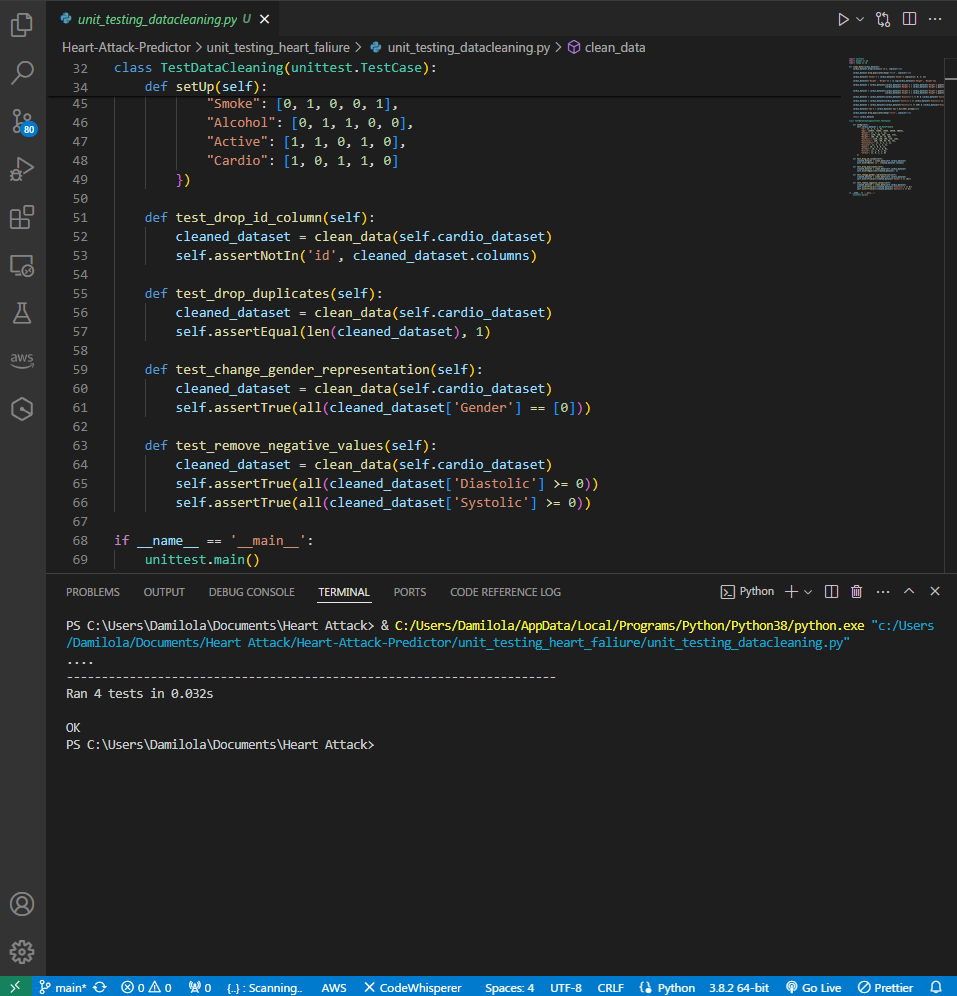 unit_testing_datacleaning.py U
Heart-Attack-Predictor > unit_testing_heart_faliure > unit_testing_datacleaning.py > clean_data
32 class TestDataCleaning(unittest.TestCase):
34 def setUp(self):
45 "Smoke": [0, 1, 0, 0, 1],
46 "Alcohol": [0, 1, 1, 0, 0],
47 "Active": [1, 1, 0, 1, 0],
48 "Cardio": [1, 0, 1, 1, 0]
49 })
50
51 def test_drop_id_column(self):
52 cleaned_dataset = clean_data(self.cardio_dataset)
53 self.assertNotIn('id', cleaned_dataset.columns)
54
55 def test_drop_duplicates(self):
56 cleaned_dataset = clean_data(self.cardio_dataset)
57 self.assertEqual(len(cleaned_dataset), 1)
58
59 def test_change_gender_representation(self):
60 cleaned_dataset = clean_data(self.cardio_dataset)
61 self.assertTrue(all(cleaned_dataset['Gender'] == [0]))
62
63 def test_remove_negative_values(self):
64 cleaned_dataset = clean_data(self.cardio_dataset)
65 self.assertTrue(all(cleaned_dataset['Diastolic'] >= 0))
66 self.assertTrue(all(cleaned_dataset['Systolic'] >= 0))
67
68 if __name__ == '__main__':
69 unittest.main()
80
aws
PROBLEMS OUTPUT DEBUG CONSOLE TERMINAL PORTS CODE REFERENCE LOG Python
PS C:\Users\Damilola\Documents\Heart Attack> & C:/Users/Damilola/AppData/Local/Programs/Python/Python38/python.exe "c:/Users
/Damilola/Documents/Heart Attack/Heart-Attack-Predictor/unit_testing_heart_faliure/unit_testing_datacleaning.py"
....
----------------------------------------------------------------------
Ran 4 tests in 0.032s
OK
PS C:\Users\Damilola\Documents\Heart Attack>
main* 0 0 0 {..} : Scanning.. AWS CodeWhisperer Spaces: 4 UTF-8 CRLF Python 3.8.2 64-bit Go Live Prettier